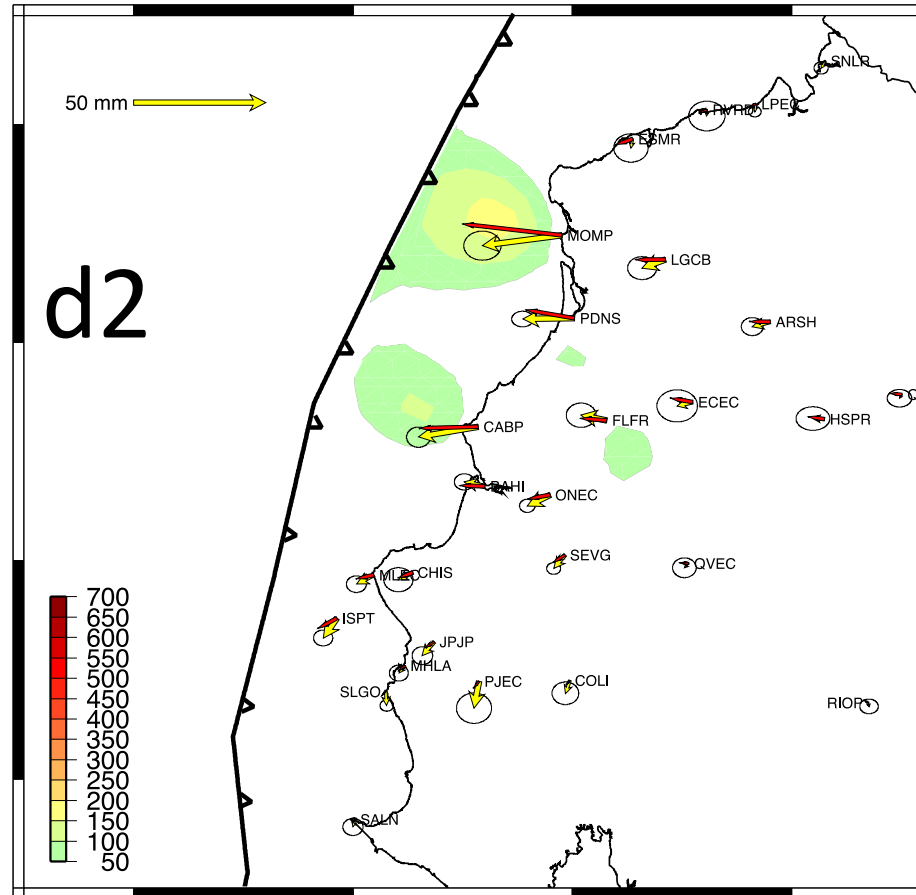 SNLR
50 mm
LPEC
RVRD
ESMR
MOMP
LGCB
d2
PDNS
ARSH
ECEC
HSPR
FLFR
CABP
BAHI
ONEC
SEVG
QVEC
CHIS
700
650
ISPT
600
JPJP
550
MHLA
500
PJEC
COLI
SLGO
450
RIOP
400
350
300
250
200
SALN
150
100
50